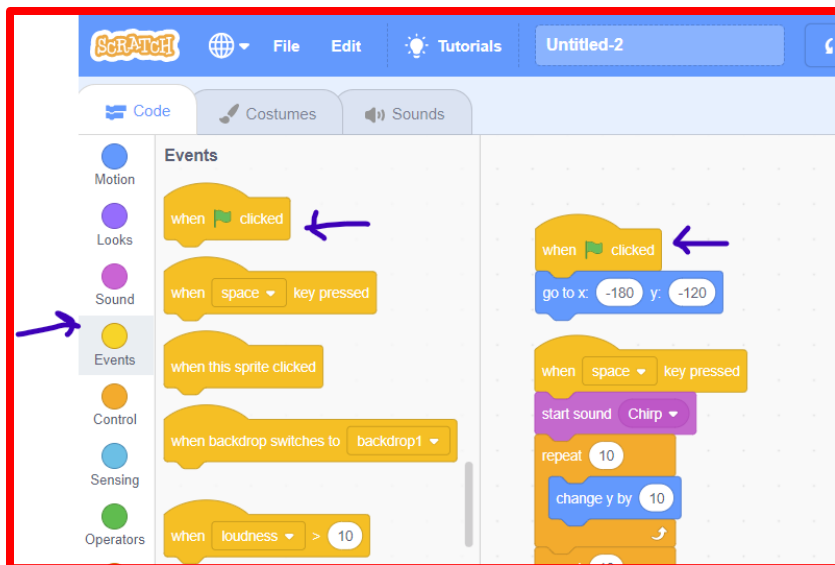 SCRATCH File Edit Tutorials Untitled-2
Code Costumes Sounds
Motion
Looks
Sound
Events
Control
Sensing
Operators
Events
when clicked
when space key pressed
when this sprite clicked
when backdrop switches to backdrop1
when loudness > 10
when clicked
go to x: -180 y: -120
when space key pressed
start sound Chirp
repeat 10
change y by 10